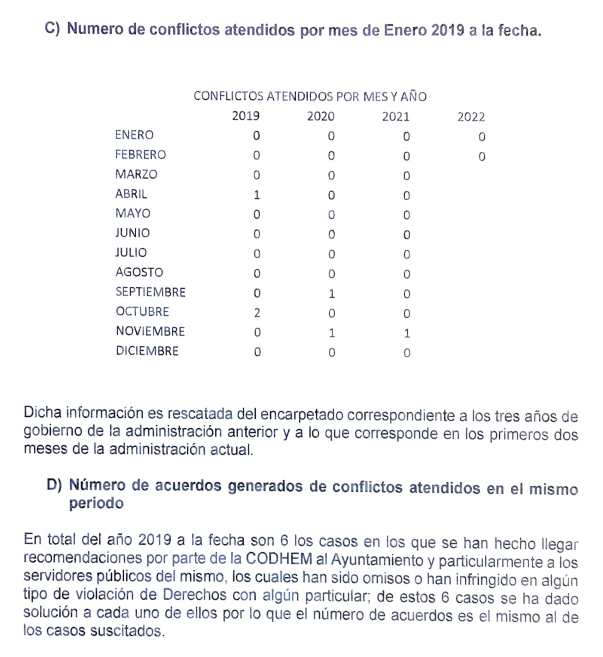 C) Numero de conflictos atendidos por mes de Enero 2019 a la fecha.
CONFLICTOS ATENDIDOS POR MES Y AÑO
2019 2020 2021 2022
ENERO 0 0 0 0
FEBRERO 0 0 0 0
MARZO 0 0 0
ABRIL 1 0 0
MAYO 0 0 0
JUNIO 0 0 0
JULIO 0 0 0
AGOSTO 0 0 0
SEPTIEMBRE 0 1 0
OCTUBRE 2 0 0
NOVIEMBRE 0 1 1
DICIEMBRE 0 0 0
Dicha información es rescatada del encarpetado correspondiente a los tres años de
gobierno de la administración anterior y a lo que corresponde en los primeros dos
meses de la administración actual.
D) Número de acuerdos generados de conflictos atendidos en el mismo
periodo
En total del año 2019 a la fecha son 6 los casos en los que se han hecho llegar
recomendaciones por parte de la CODHEM al Ayuntamiento y particularmente a los
servidores públicos del mismo, los cuales han sido omisos o han infringido en algún
tipo de violación de Derechos con algún particular; de estos 6 casos se ha dado
solución a cada uno de ellos por lo que el número de acuerdos es el mismo al de
los casos suscitados.